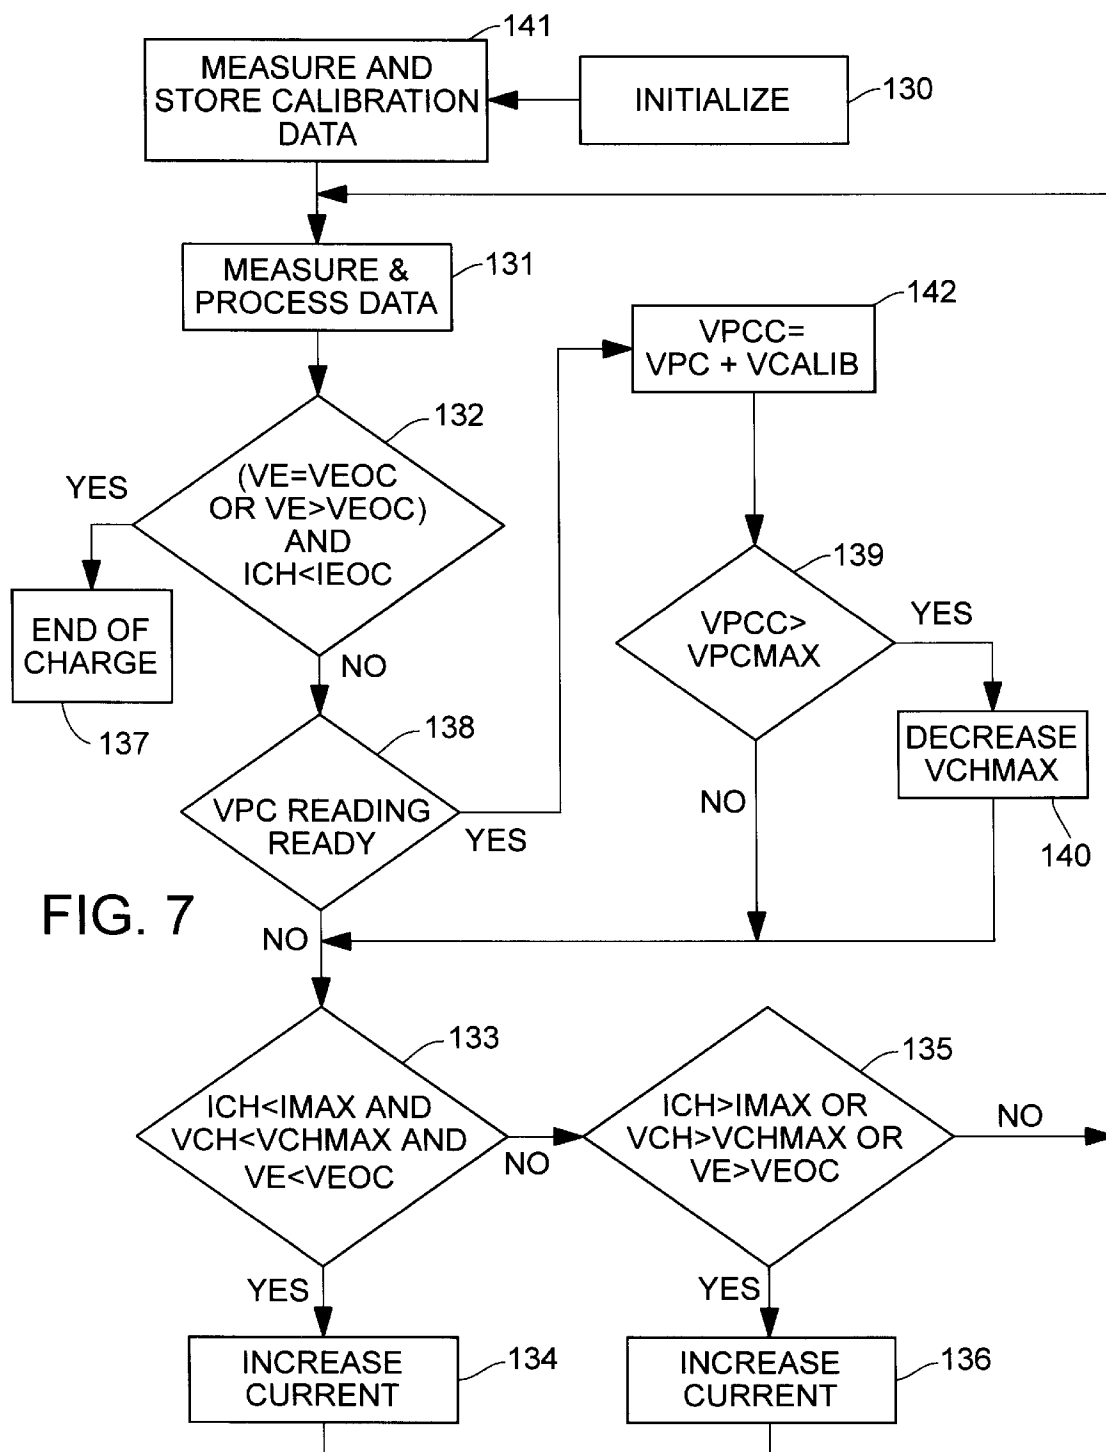 141
MEASURE AND
STORE CALIBRATION
DATA
INITIALIZE
130
MEASURE &
PROCESS DATA
131
142
VPCC=
VPC + VCALIB
132
YES
(VE=VEOC
OR VE>VEOC)
AND
ICH<IEOC
139
VPCC>
VPCMAX
YES
END OF
CHARGE
NO
137
138
DECREASE
VCHMAX
NO
VPC READING
READY
YES
140
FIG. 7
NO
133
135
ICH<IMAX AND
VCH<VCHMAX AND
VE<VEOC
NO
ICH>IMAX OR
VCH>VCHMAX OR
VE>VEOC
NO
YES
YES
INCREASE
CURRENT
134
INCREASE
CURRENT
136